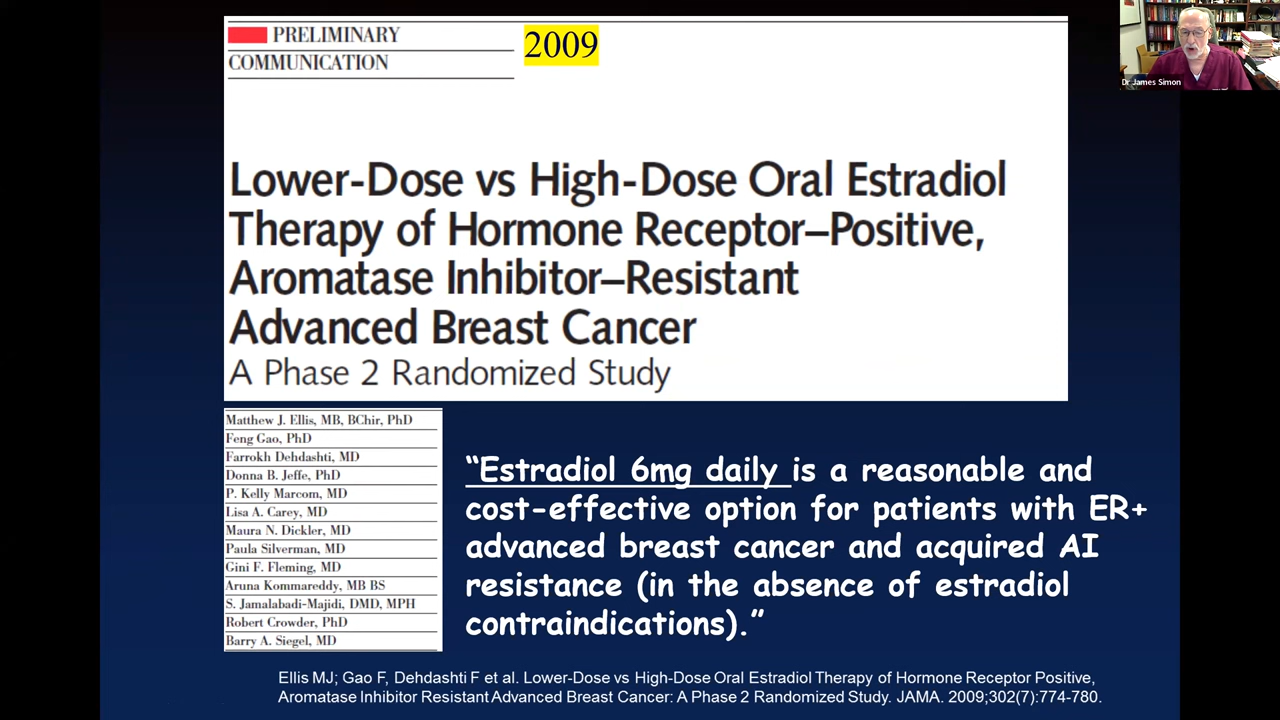 PRELIMINARY
COMMUNICATION
2009
Lower-Dose vs High-Dose Oral Estradiol
Therapy of Hormone Receptor–Positive,
Aromatase Inhibitor–Resistant
Advanced Breast Cancer
A Phase 2 Randomized Study
Matthew J. Ellis, MB, BChir, PhD
Feng Gao, PhD
Farrokh Dehdashti, MD
Donna B. Jeffe, PhD
P. Kelly Marcom, MD
Lisa A. Carey, MD
Maura N. Dickler, MD
Paula Silverman, MD
Gini F. Fleming, MD
Aruna Kommareddy, MB BS
S. Jamalabadi-Majidi, DMD, MPH
Robert Crowder, PhD
Barry A. Siegel, MD
“Estradiol 6mg daily is a reasonable and
cost-effective option for patients with ER+
advanced breast cancer and acquired AI
resistance (in the absence of estradiol
contraindications).”
Ellis MJ; Gao F, Dehdashti F et al. Lower-Dose vs High-Dose Oral Estradiol Therapy of Hormone Receptor Positive,
Aromatase Inhibitor Resistant Advanced Breast Cancer: A Phase 2 Randomized Study. JAMA. 2009;302(7):774-780.
Dr James Simon